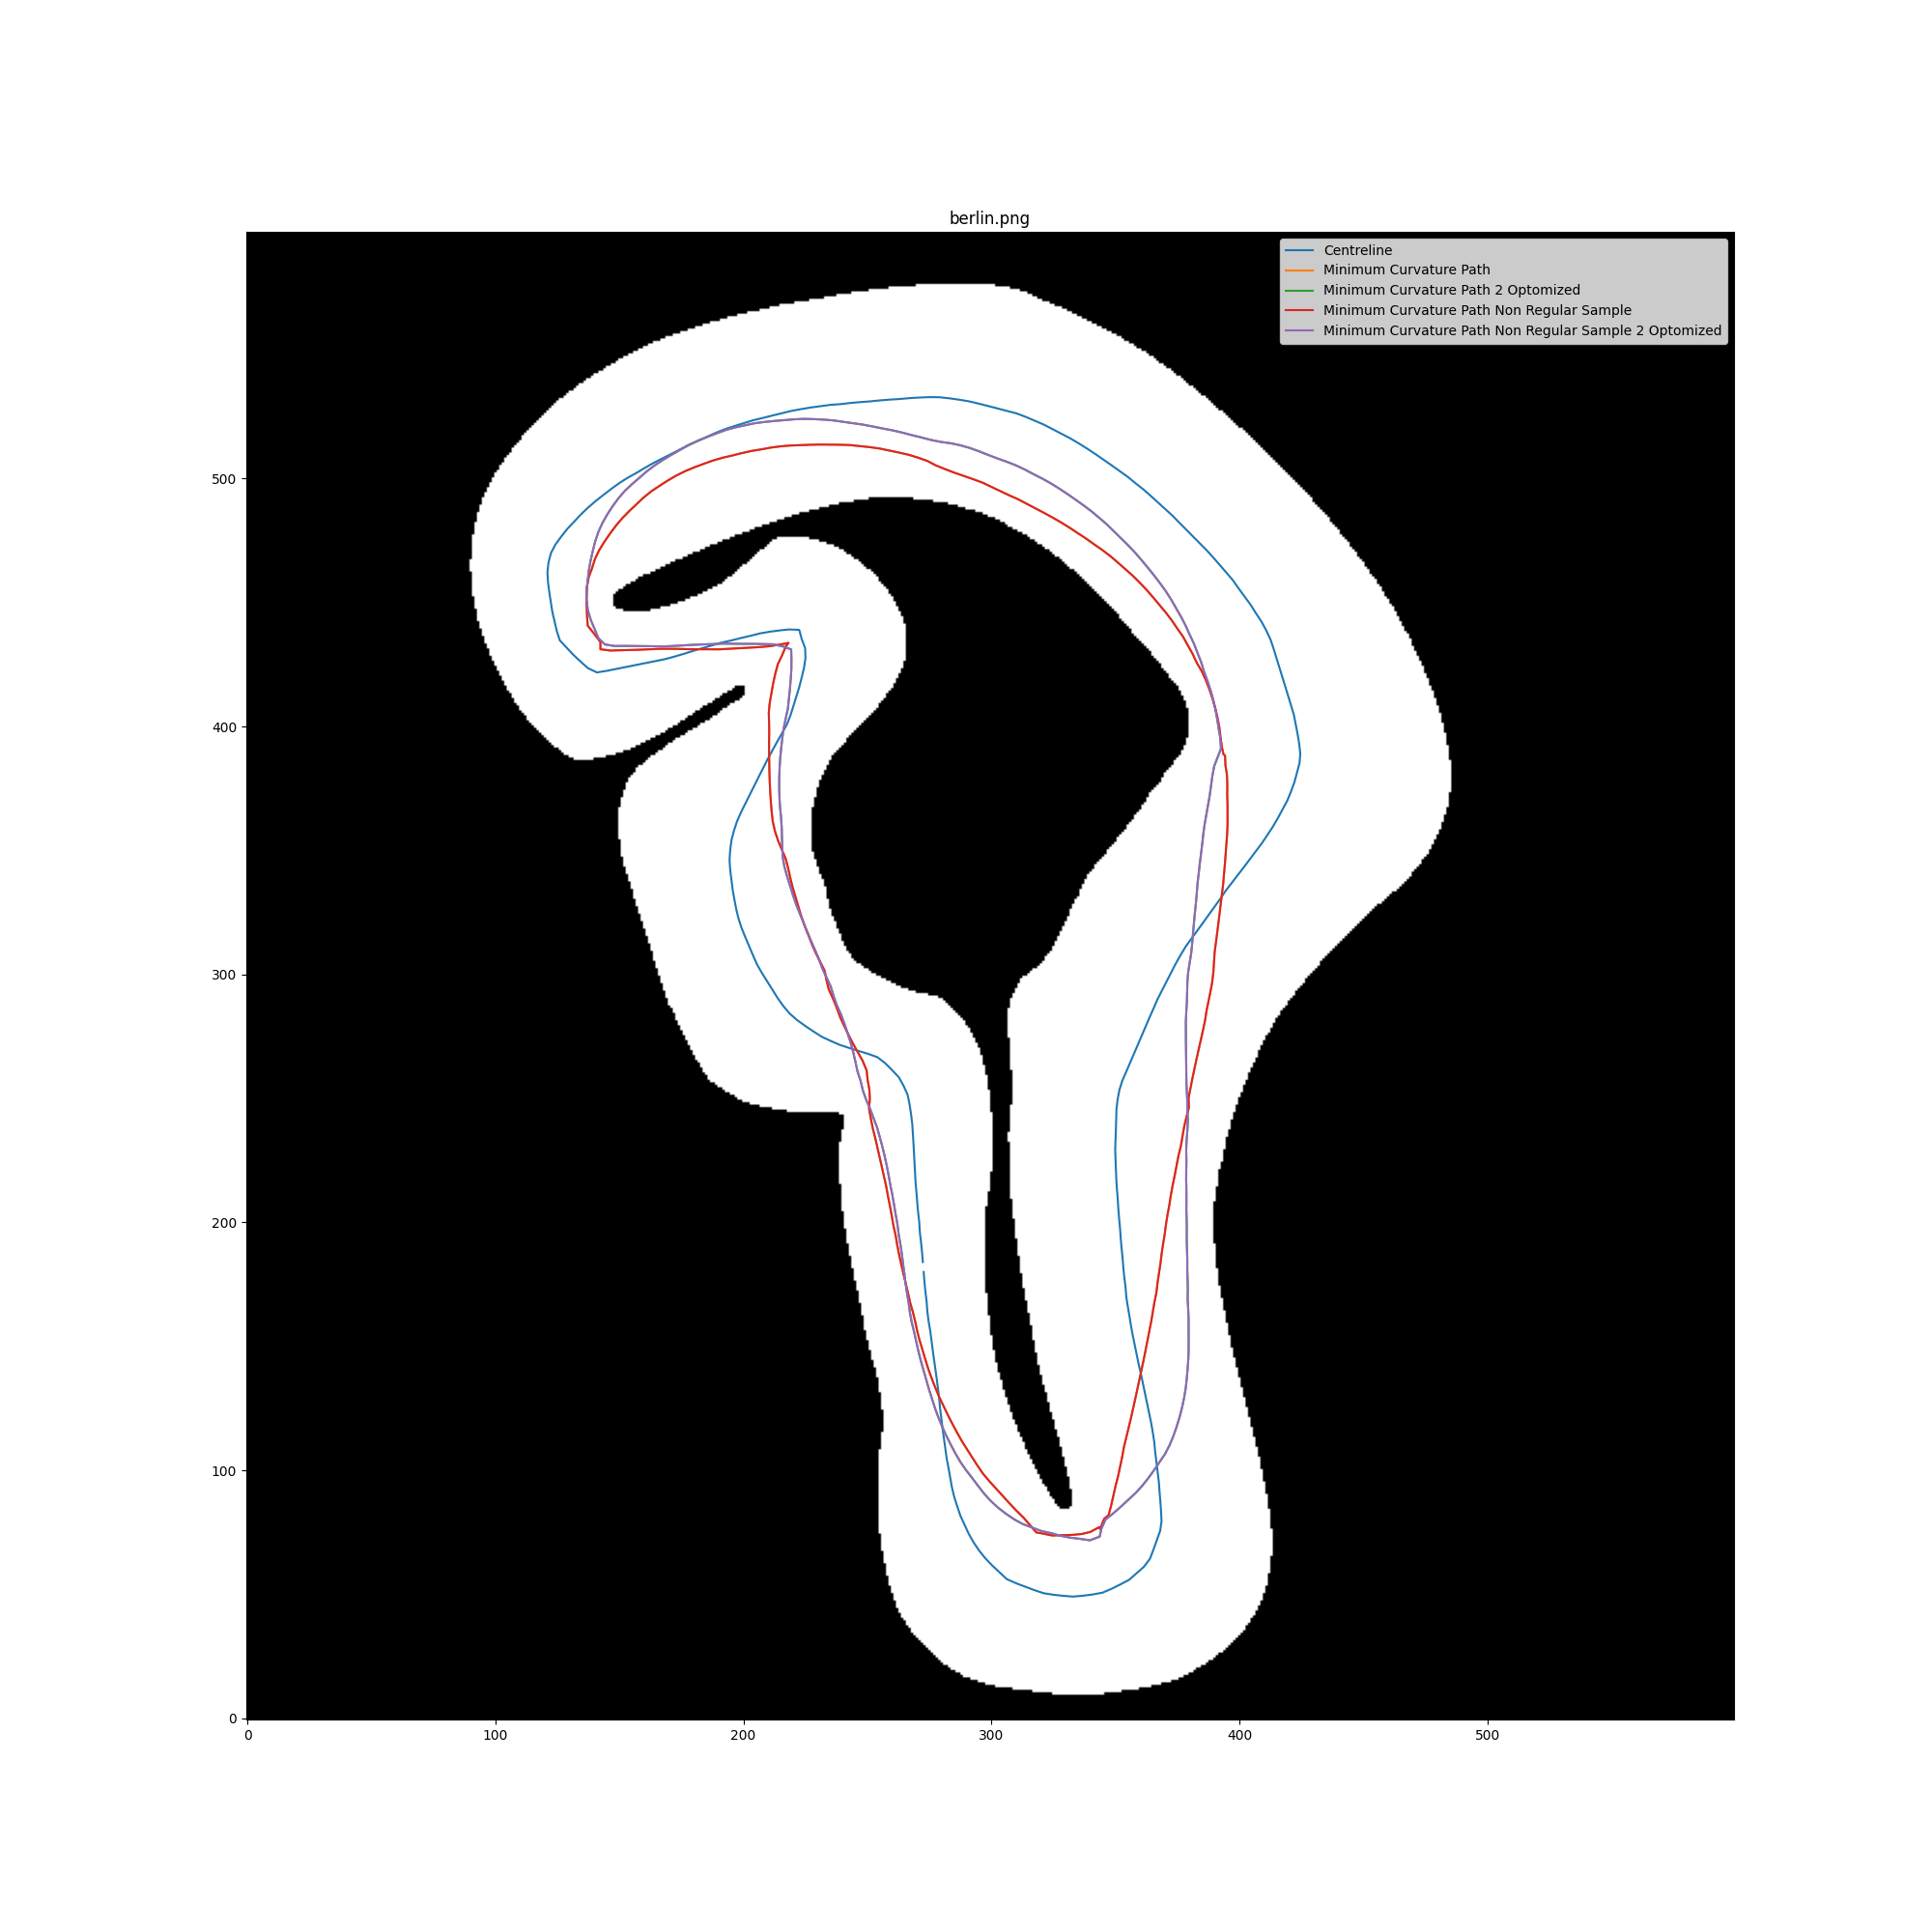 berlin.png
Centreline
Minimum Curvature Path
Minimum Curvature Path 2 Optomized
Minimum Curvature Path Non Regular Sample
Minimum Curvature Path Non Regular Sample 2 Optomized
500
400
300
200
100
0
0 100 200 300 400 500